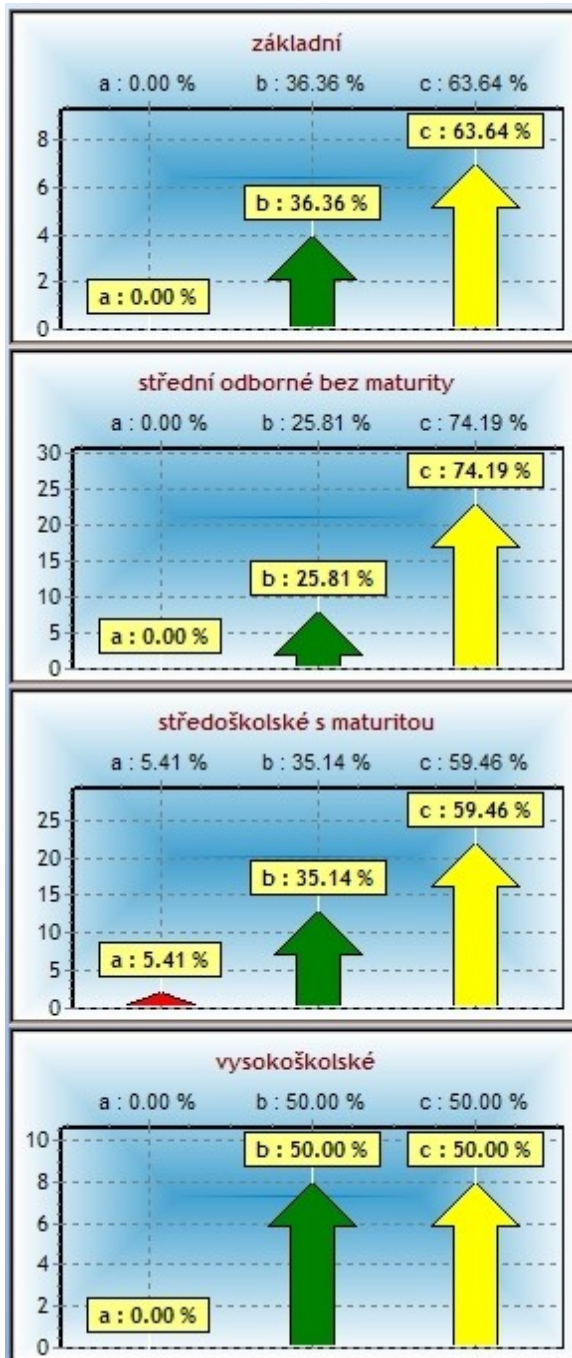 základní
a : 0.00 % b : 36.36 % c : 63.64 %
c : 63.64 %
8
6
b : 36.36 %
4
a : 0.00 %
2
0
střední odborné bez maturity
a : 0.00 % b : 25.81 % c : 74.19 %
30
c : 74.19 %
25
20
15
b : 25.81 %
10
a : 0.00 %
5
0
středoškolské s maturitou
a : 5.41 % b : 35.14 % c : 59.46 %
c : 59.46 %
25
20
b : 35.14 %
15
10
a : 5.41 %
5
0
vysokoškolské
a : 0.00 % b : 50.00 % c : 50.00 %
10
b : 50.00 % c : 50.00 %
8
6
4
2
a : 0.00 %
0